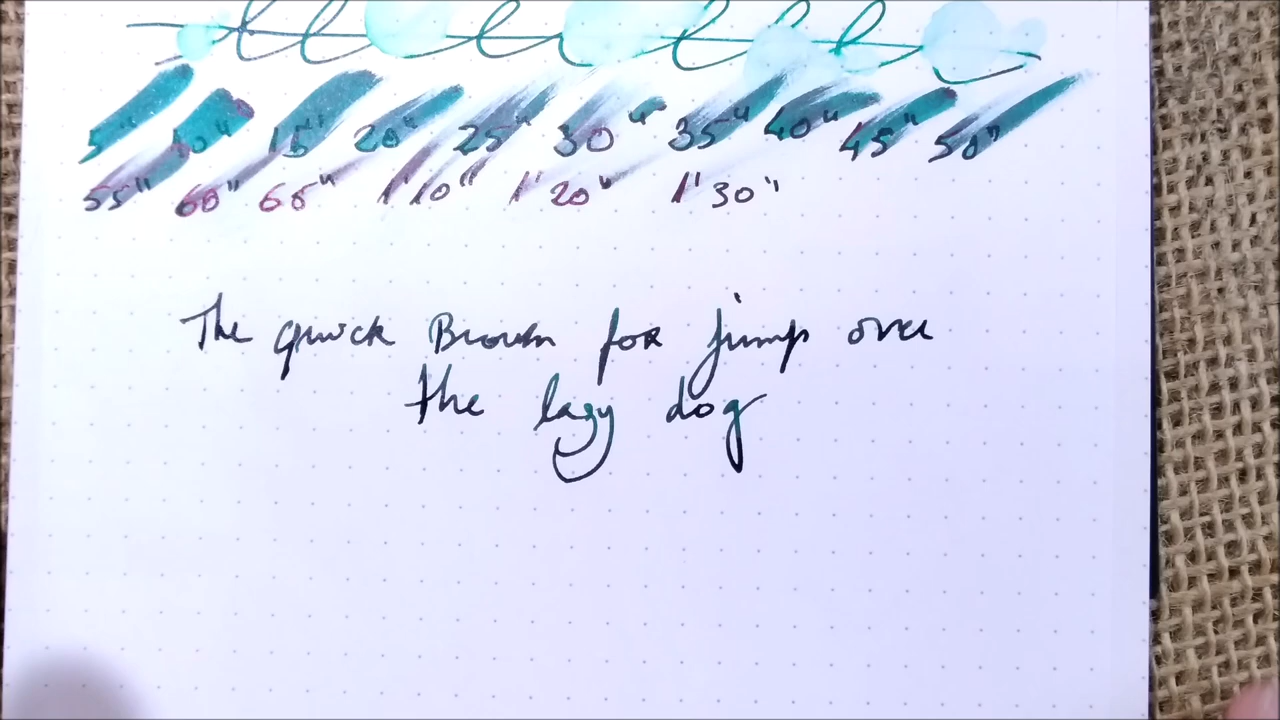 5" 10" 15" 20" 25" 30" 35" 40" 45" 50"
55" 60" 65" 1'10" 1'20" 1'30"
The quick Brown fox jump over
the lazy dog